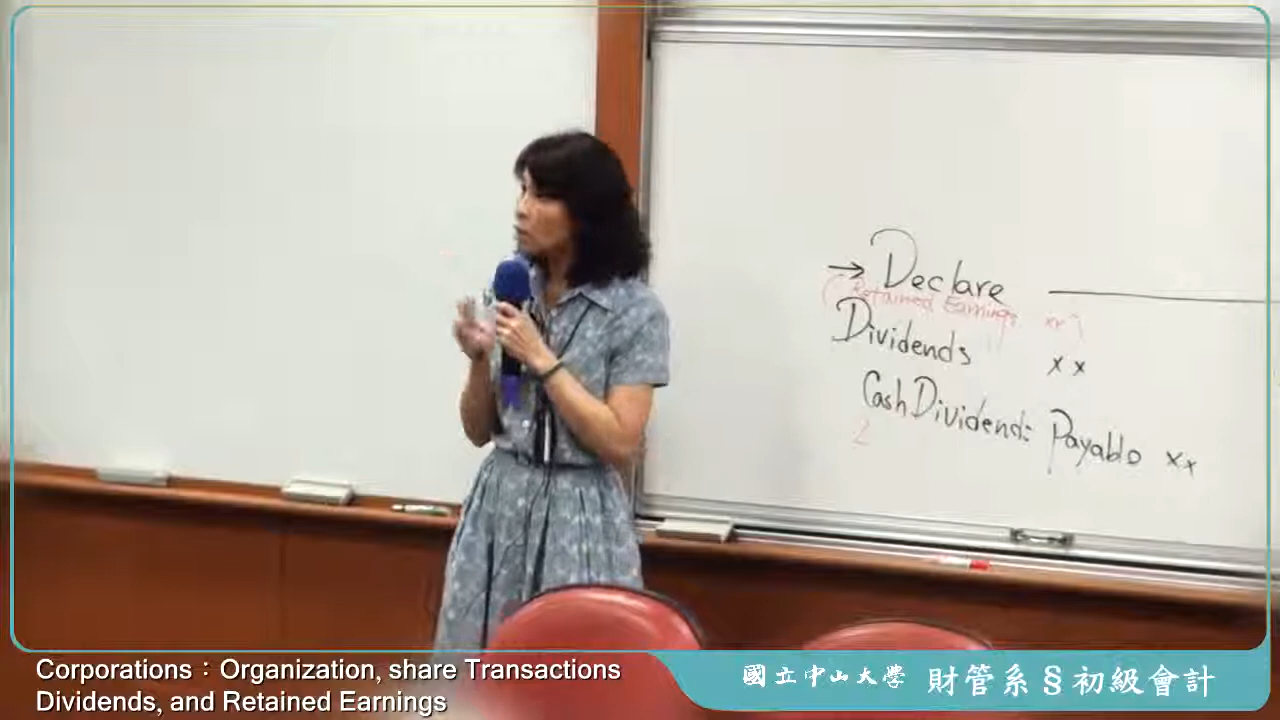 → Declare
(Retained Earnings xx)
Dividends xx
Cash Dividends Payable xx
Corporations：Organization, share Transactions
Dividends, and Retained Earnings
國立中山大學 財管系§初級會計